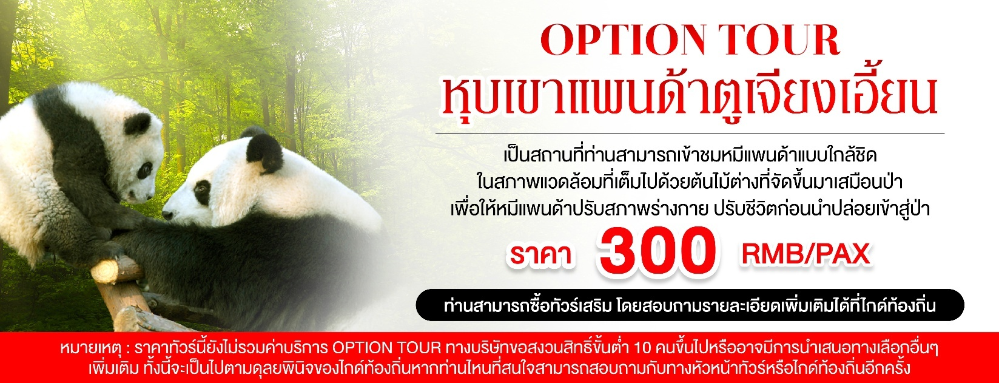 OPTION TOUR
หุบเขาแพนด้าตูเจียงเอี้ยน
เป็นสถานที่ท่านสามารถเข้าชมหมีแพนด้าแบบใกล้ชิด
ในสภาพแวดล้อมที่เต็มไปด้วยต้นไม้ต่างที่จัดขึ้นมาเสมือนป่า
เพื่อให้หมีแพนด้าปรับสภาพร่างกาย ปรับชีวิตก่อนนำปล่อยเข้าสู่ป่า
ราคา 300 RMB/PAX
ท่านสามารถซื้อทัวร์เสริม โดยสอบถามรายละเอียดเพิ่มเติมได้ที่ไกด์ท้องถิ่น
หมายเหตุ : ราคาทัวร์นี้ยังไม่รวมค่าบริการ OPTION TOUR ทางบริษัทขอสงวนสิทธิ์ขั้นต่ำ 10 คนขึ้นไปหรืออาจมีการนำเสนอทางเลือกอื่นๆ
เพิ่มเติม ทั้งนี้จะเป็นไปตามดุลยพินิจของไกด์ท้องถิ่นหากท่านไหนที่สนใจสามารถสอบถามกับทางหัวหน้าทัวร์หรือไกด์ท้องถิ่นอีกครั้ง